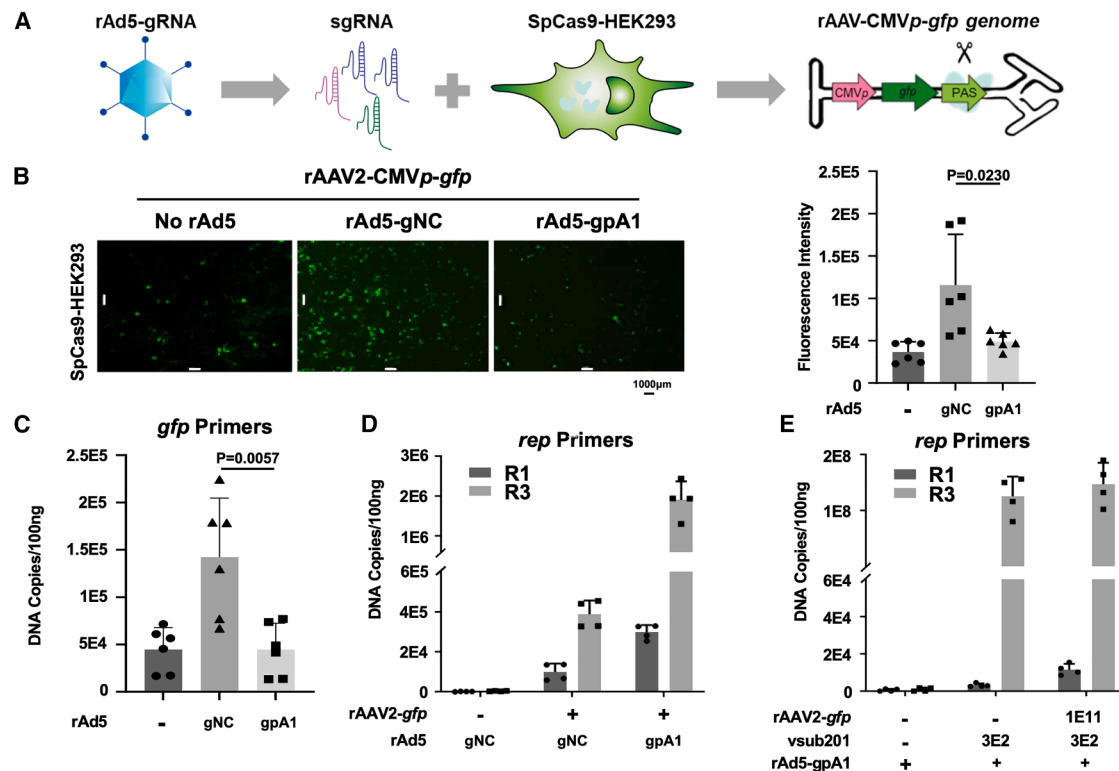 A
rAd5-gRNA
sgRNA
SpCas9-HEK293
rAAV-CMVp-gfp genome
CMVp
gfp
PAS
B
rAAV2-CMVp-gfp
No rAd5
rAd5-gNC
rAd5-gpA1
SpCas9-HEK293
1000μm
P=0.0230
2.5E5
2E5
1.5E5
1E5
5E4
0
Fluorescence Intensity
rAd5
-
gNC
gpA1
C
gfp Primers
P=0.0057
2.5E5
2E5
1.5E5
1E5
5E4
0
DNA Copies/100ng
rAd5
-
gNC
gpA1
D
rep Primers
R1
R3
3E6
2E6
1E6
6E5
4E5
2E4
0
DNA Copies/100ng
rAAV2-gfp
-
+
+
rAd5
gNC
gNC
gpA1
E
rep Primers
R1
R3
2E8
1E8
6E4
4E4
2E4
0
DNA Copies/100ng
rAAV2-gfp
-
-
1E11
vsub201
-
3E2
3E2
rAd5-gpA1
+
+
+